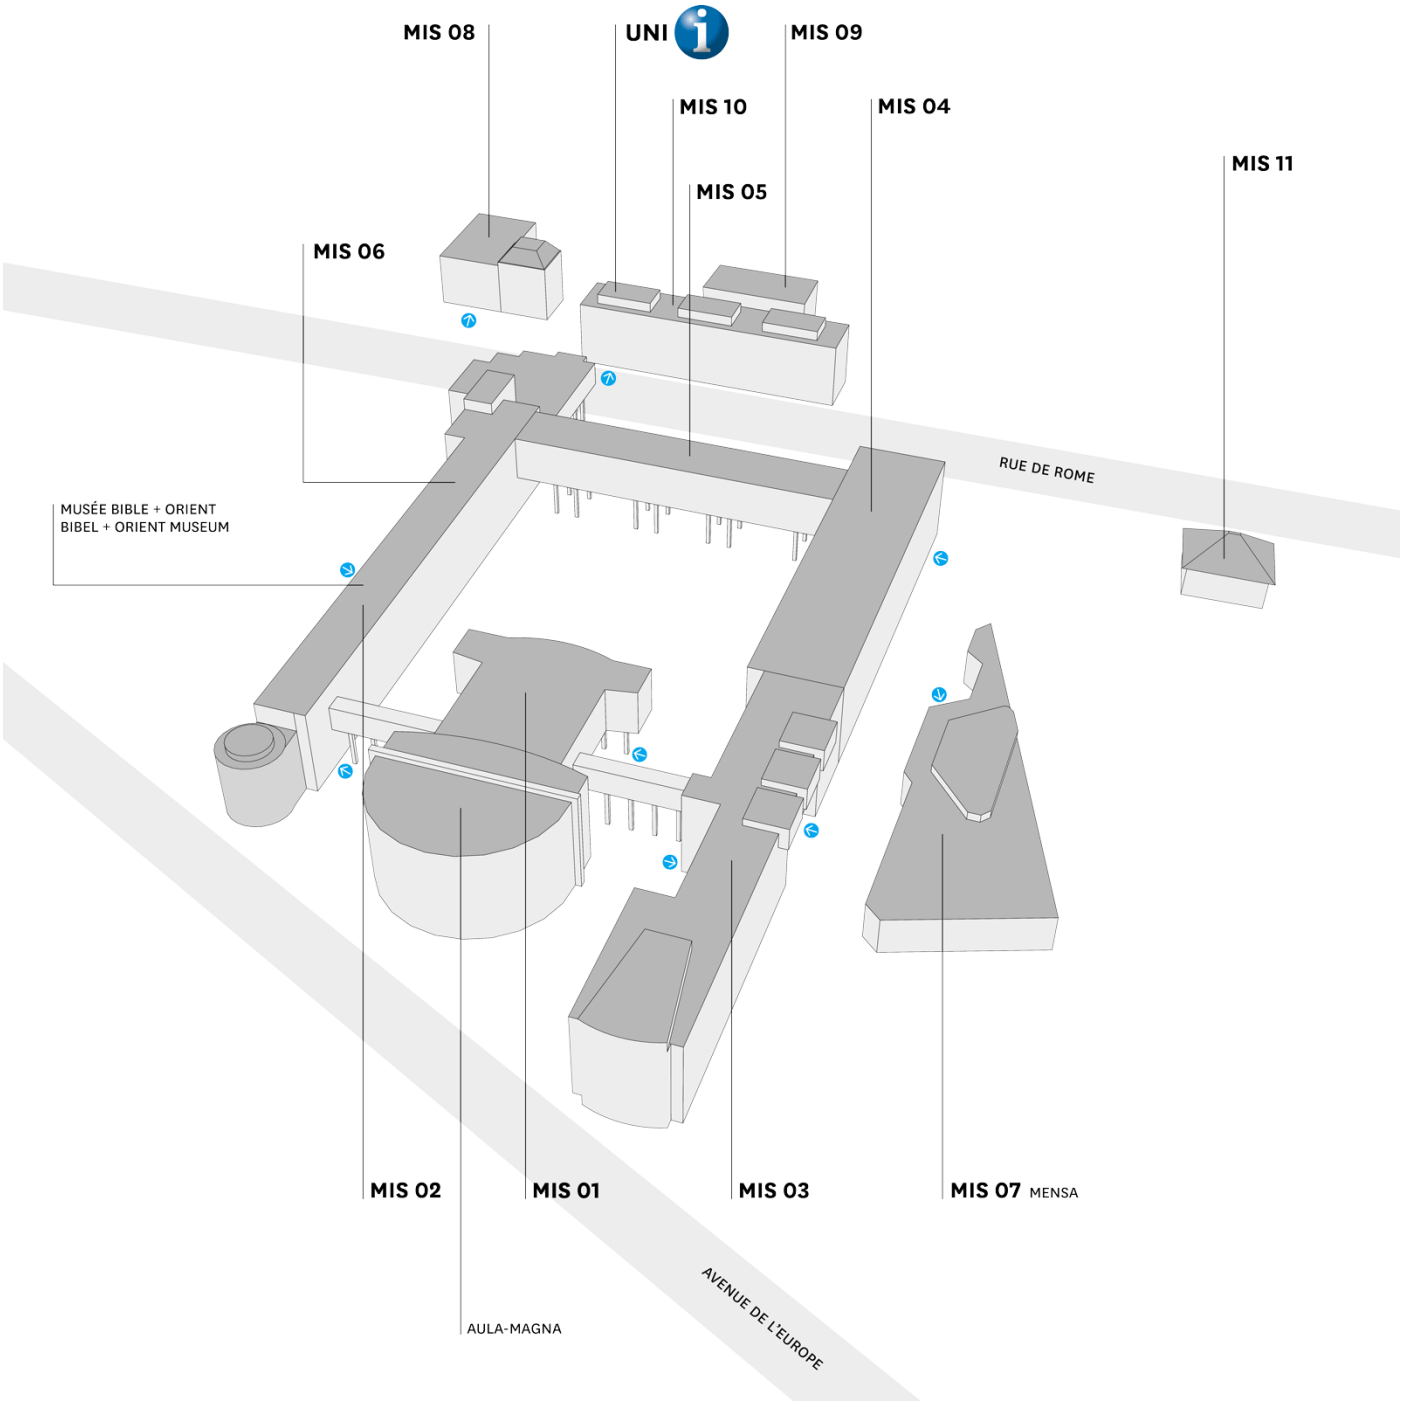 MIS 08
UNI i
MIS 09
MIS 10
MIS 04
MIS 11
MIS 05
MIS 06
RUE DE ROME
MUSÉE BIBLE + ORIENT
BIBEL + ORIENT MUSEUM
MIS 02
MIS 01
MIS 03
MIS 07 MENSA
AULA-MAGNA
AVENUE DE L'EUROPE